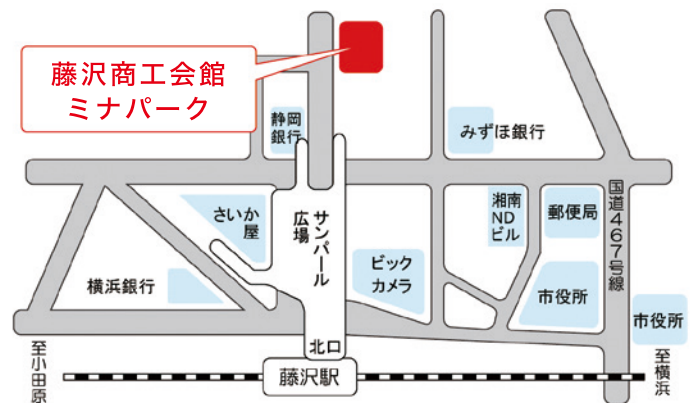 藤沢商工会館
ミナパーク
静岡
銀行
みずほ銀行
さいか
屋
サンパール
広場
湘南
ND
ビル
郵便局
国道467号線
横浜銀行
ビック
カメラ
市役所
市役所
北口
藤沢駅
至小田原
至横浜